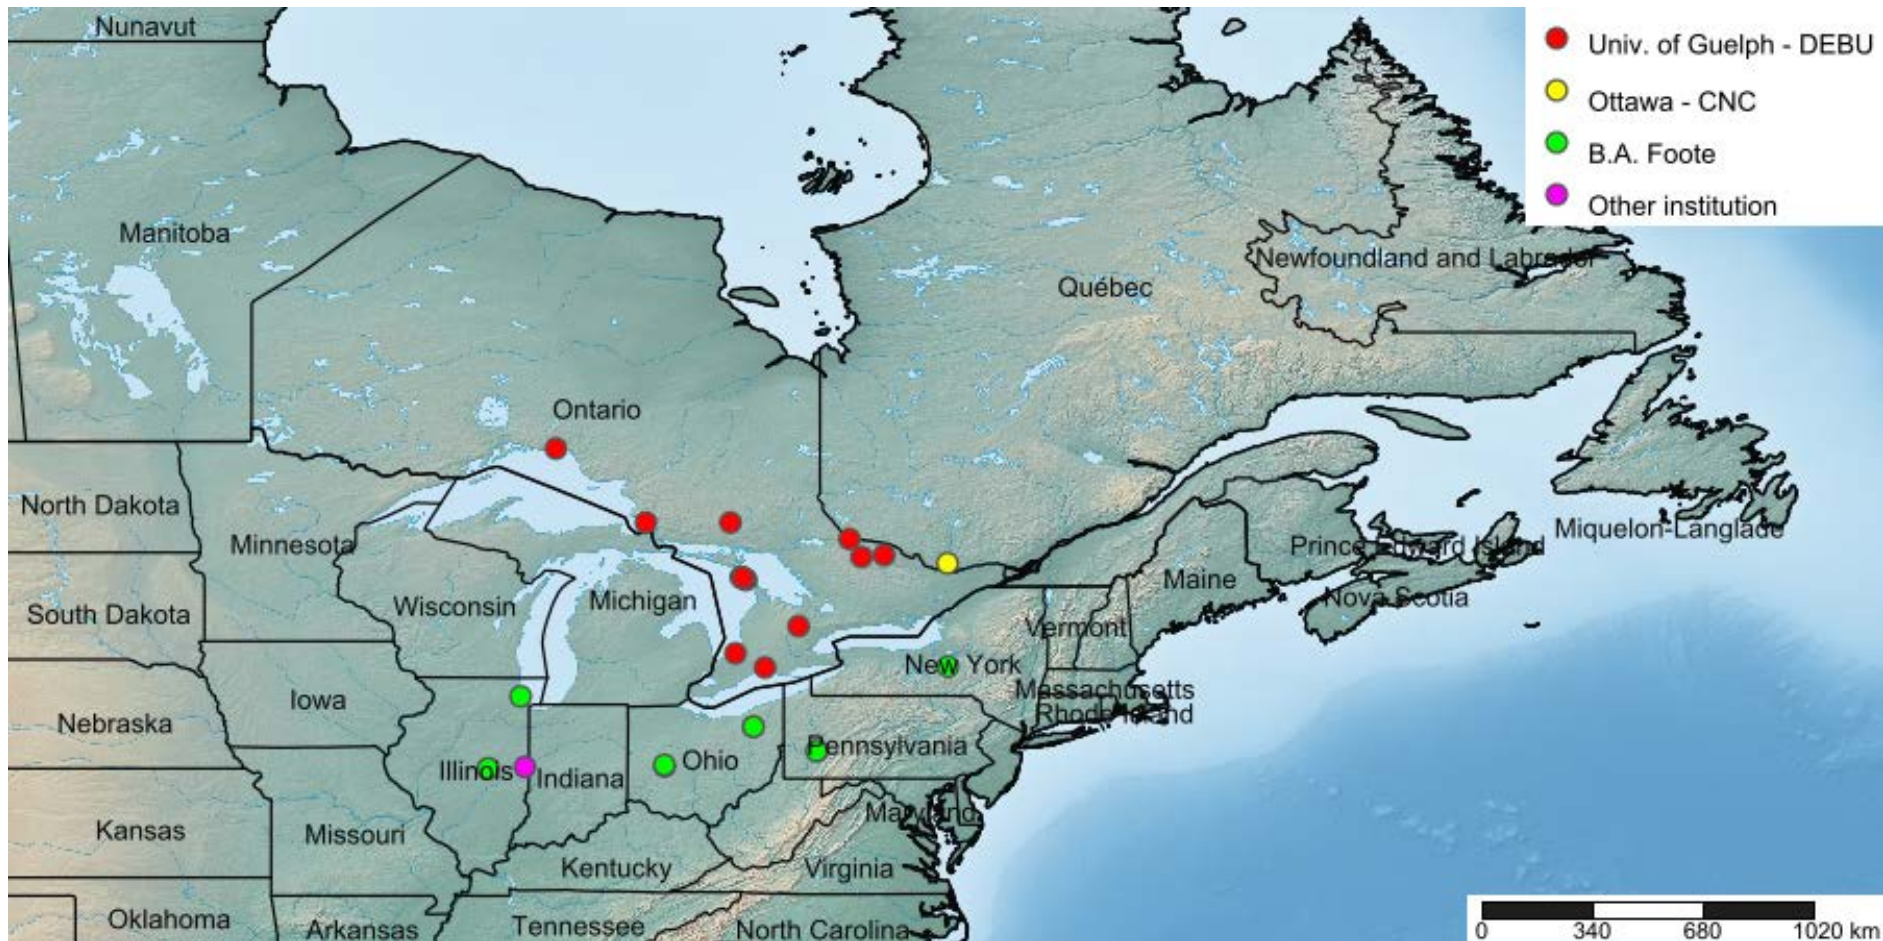 Nunavut
Univ. of Guelph - DEBU
Ottawa - CNC
B.A. Foote
Other institution
Manitoba
Newfoundland and Labrador
Québec
Ontario
North Dakota
Minnesota
Miquelon-Langlade
Prince Edward Island
Maine
Nova Scotia
South Dakota
Wisconsin
Michigan
Vermont
New York
Massachusetts
Rhode Island
Iowa
Nebraska
Pennsylvania
Ohio
Illinois
Indiana
Maryland
Kansas
Missouri
Kentucky
Virginia
Oklahoma
Arkansas
Tennessee
North Carolina
0 340 680 1020 km